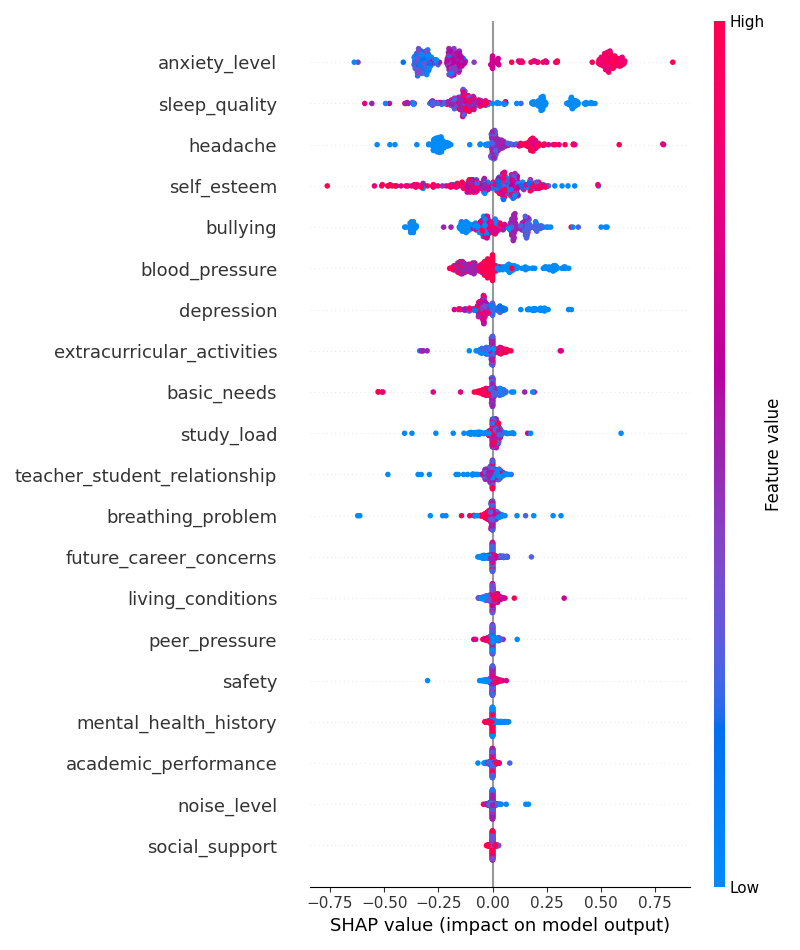 High
anxiety_level
sleep_quality
headache
self_esteem
bullying
blood_pressure
depression
extracurricular_activities
basic_needs
study_load
teacher_student_relationship
breathing_problem
future_career_concerns
living_conditions
peer_pressure
safety
mental_health_history
academic_performance
noise_level
social_support
Feature value
Low
−0.75 −0.50 −0.25 0.00 0.25 0.50 0.75
SHAP value (impact on model output)